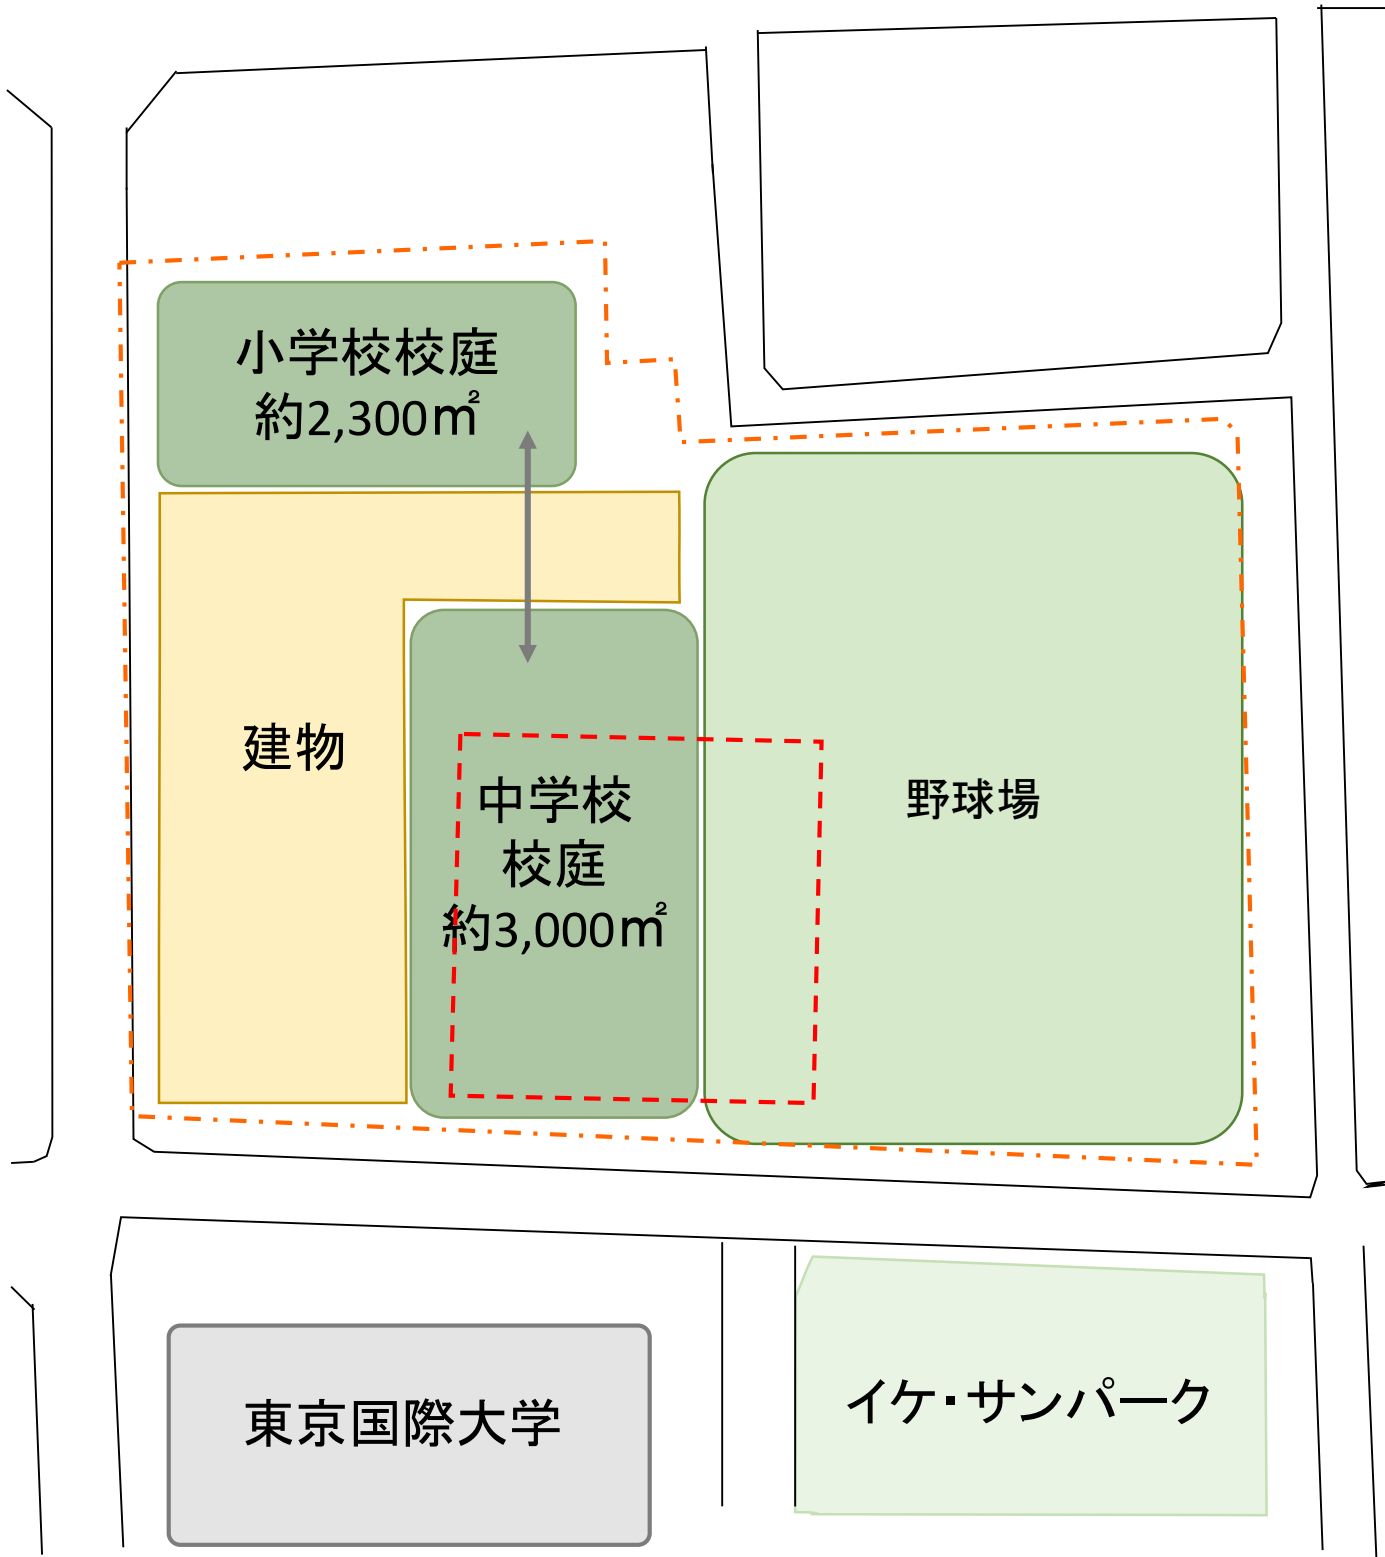 小学校校庭
約2,300㎡
建物
中学校
校庭
約3,000㎡
野球場
東京国際大学
イケ・サンパーク